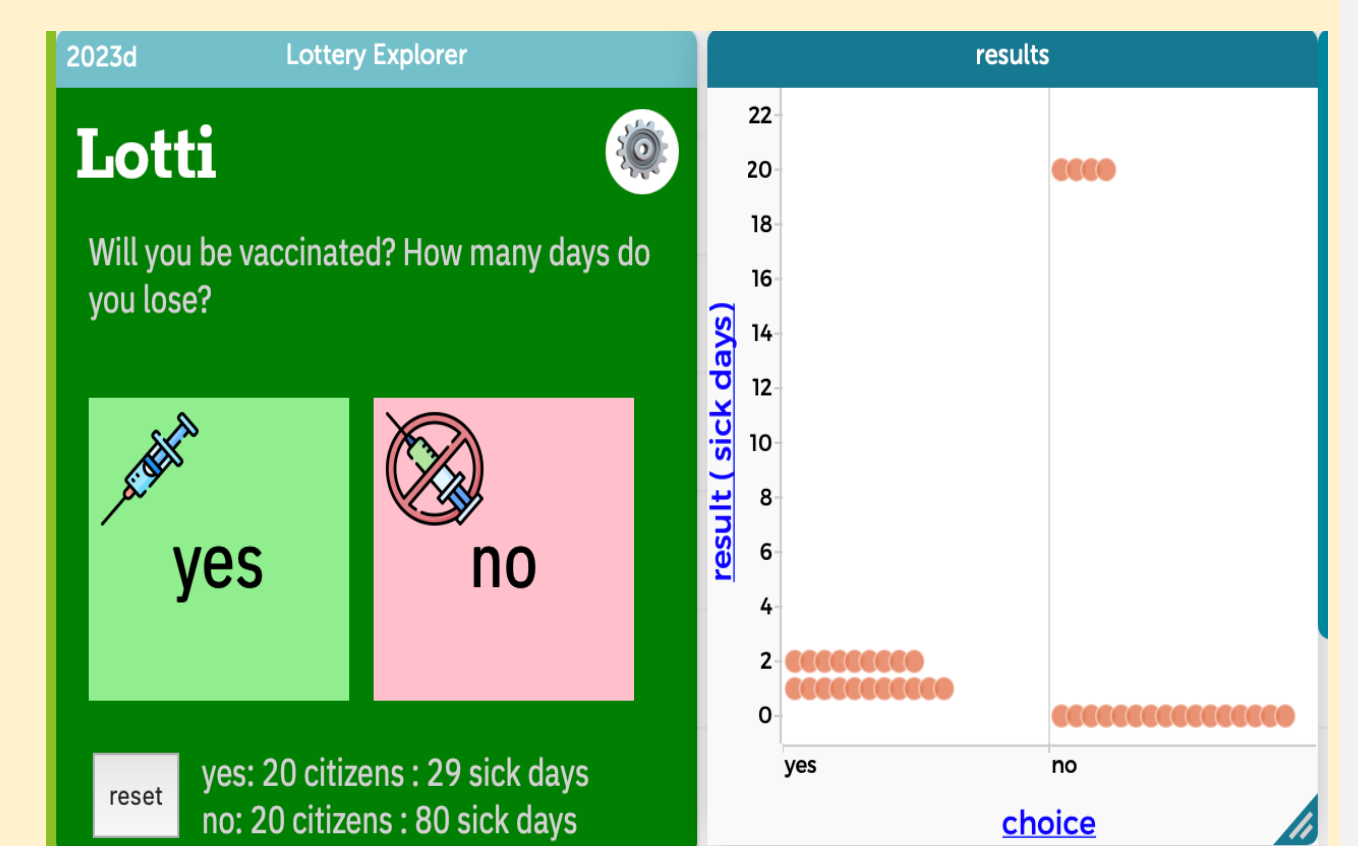 2023d
Lottery Explorer
Lotti
Will you be vaccinated? How many days do
you lose?
yes
no
reset
yes: 20 citizens : 29 sick days
no: 20 citizens : 80 sick days
results
22
20
18
16
14
12
10
8
6
4
2
0
result ( sick days)
yes
no
choice